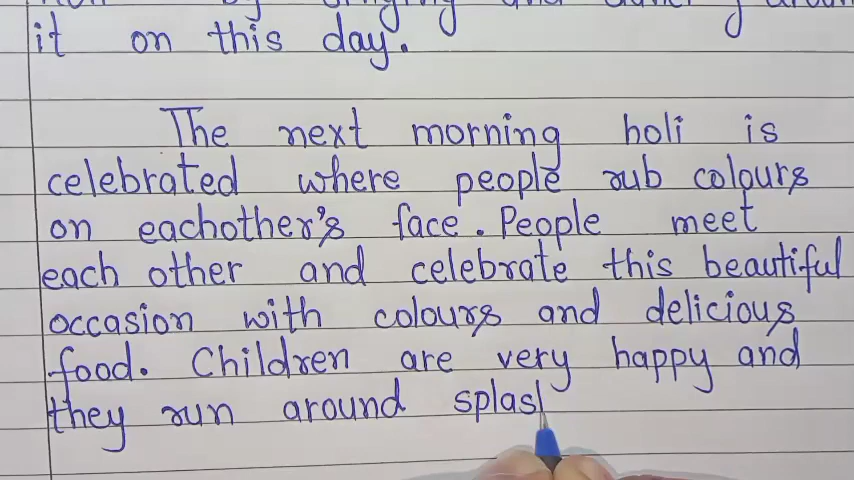 it on this day.
The next morning holi is
celebrated where people rub colours
on eachother's face. People meet
each other and celebrate this beautiful
occasion with colours and delicious
food. Children are very happy and
they run around splas